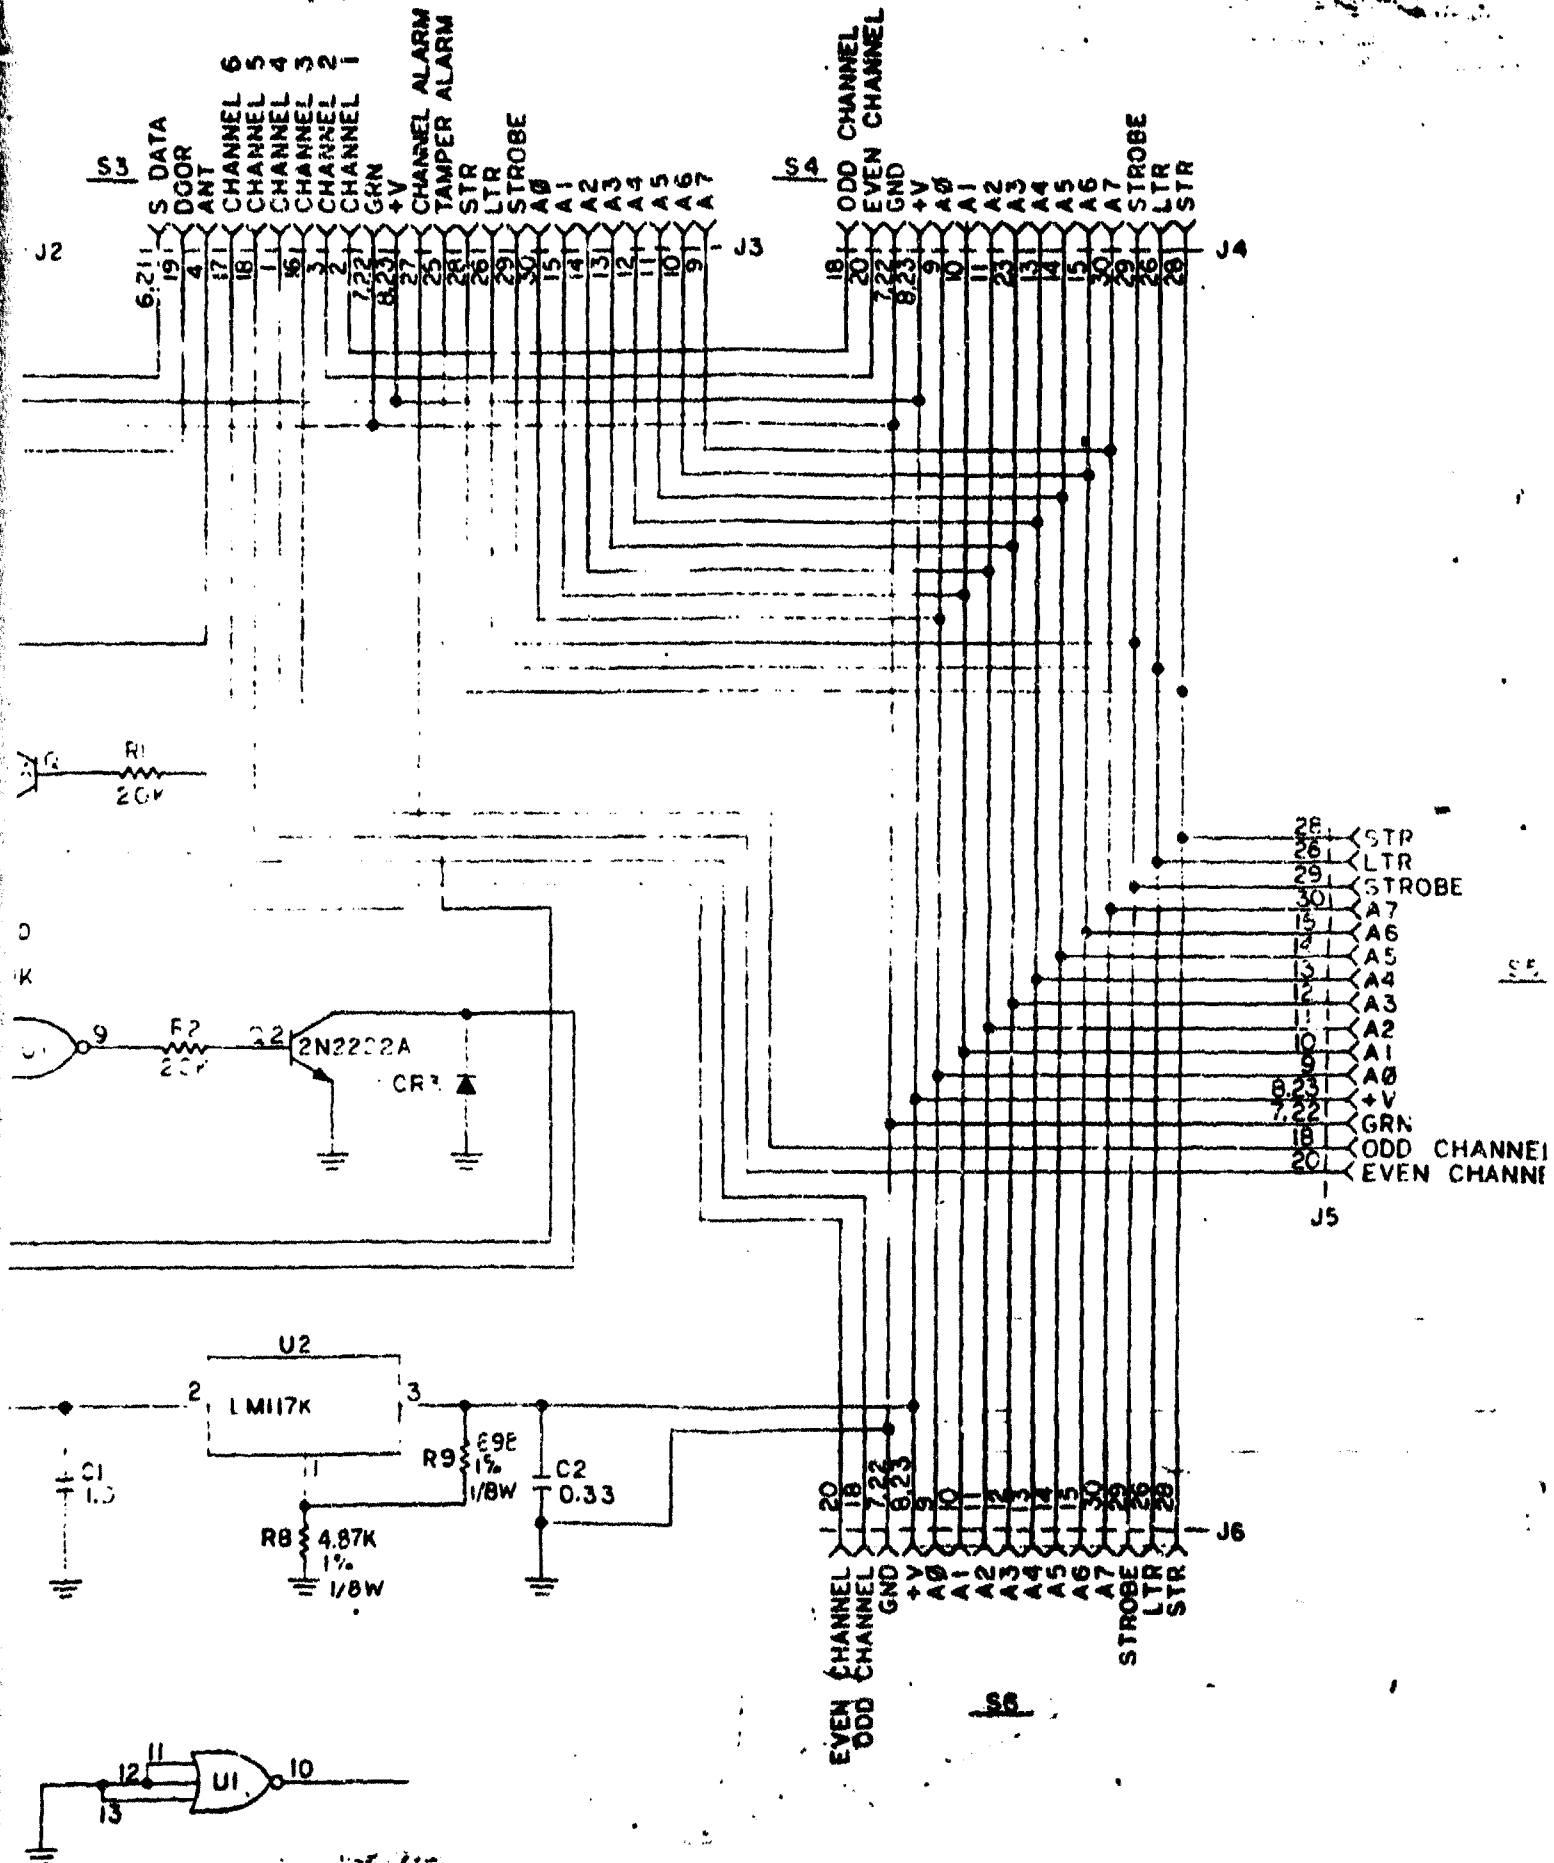 S3
S DATA
DOOR
ANT
CHANNEL 6
CHANNEL 5
CHANNEL 4
CHANNEL 3
CHANNEL 2
CHANNEL 1
GRN
+V
CHANNEL ALARM
TAMPER ALARM
STR
LTR
STROBE
AØ
A1
A2
A3
A4
A5
A6
A7
S4
ODD CHANNEL
EVEN CHANNEL
GND
+V
AØ
A1
A2
A3
A4
A5
A6
A7
STROBE
LTR
STR
J2
6,21
19
4
17
18
1
16
3
2
7,22
8,23
27
25
28
26
29
30
15
14
13
12
11
10
9
J3
18
20
7,22
8,23
9
10
11
23
13
14
15
30
29
26
28
J4
R1
20K
STR
26
LTR
29
STROBE
30
A7
A6
A5
A4
A3
A2
10
A1
9
AØ
8,23
+V
7,22
GRN
18
ODD CHANNEL
20
EVEN CHANNE
J5
K
9
R2
20K
2N2222A
U2
2
LM117K
3
1
C1
R9
1%
1/8W
C2
0.33
R8
4.87K
1%
1/8W
20
18
7,22
8,23
9
10
11
12
13
14
15
30
29
26
28
J6
EVEN CHANNEL
ODD CHANNEL
GND
+V
AØ
A1
A2
A3
A4
A5
A6
A7
STROBE
LTR
STR
S6
11
12
13
U1
10